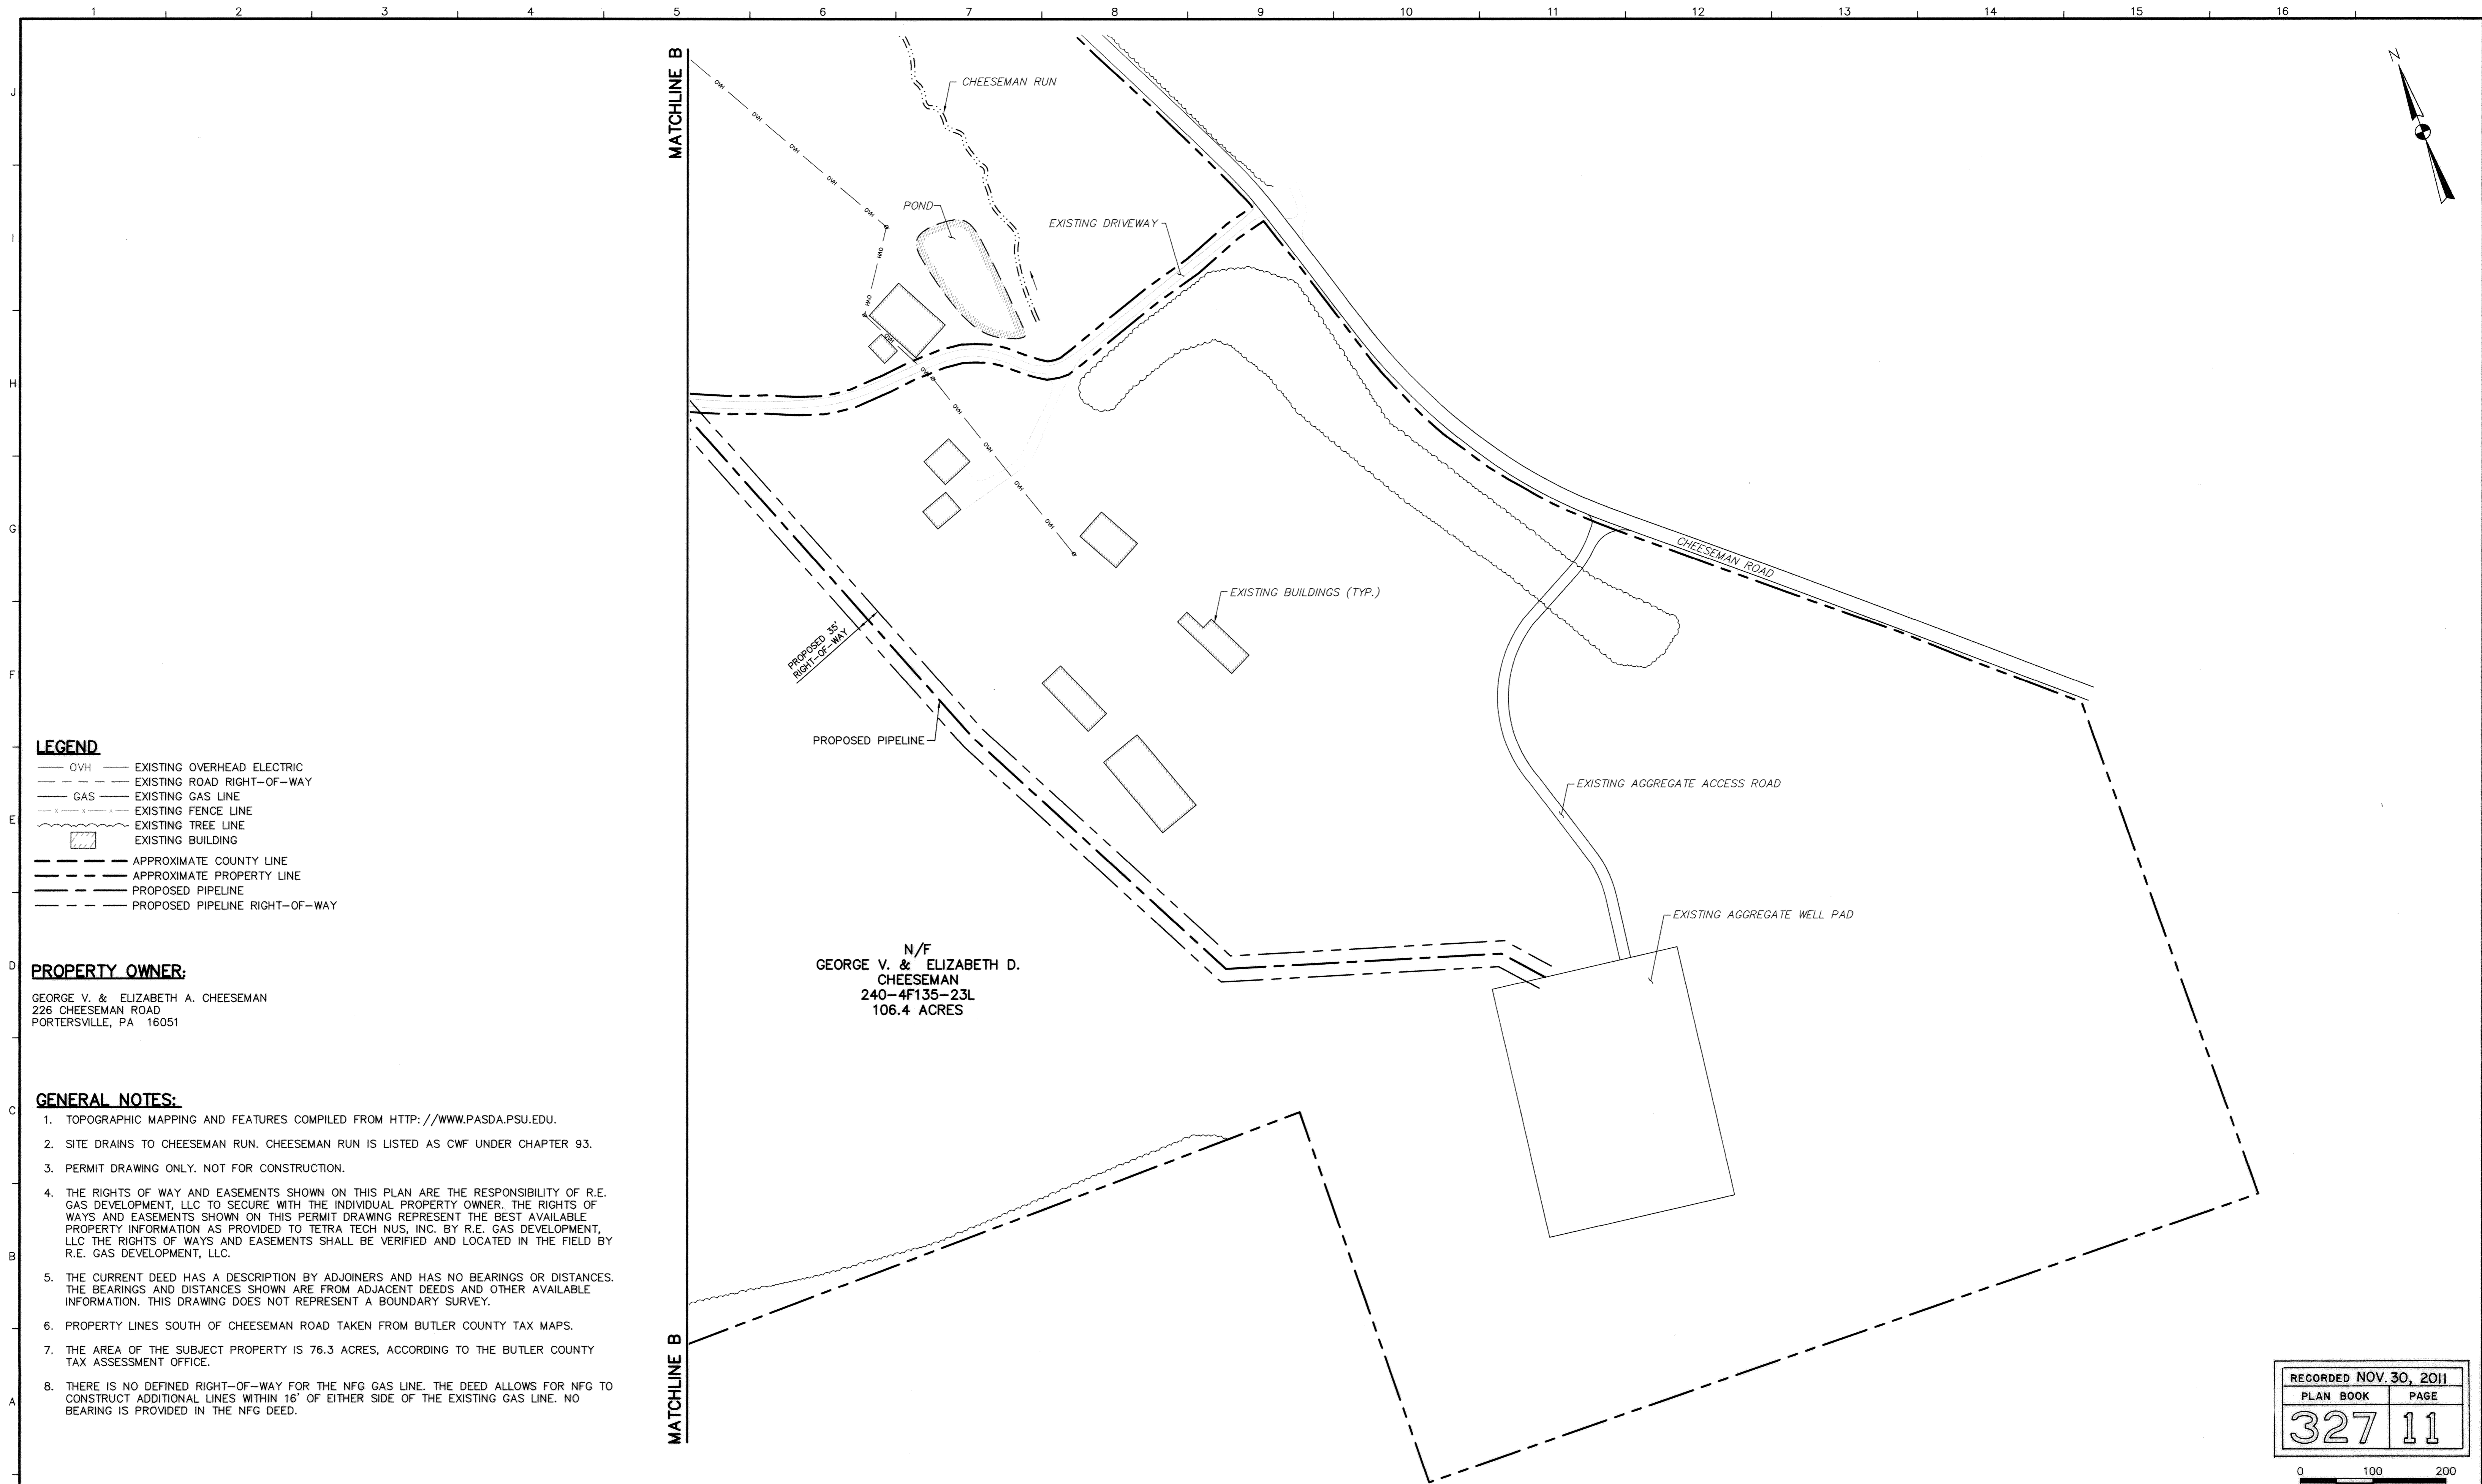 1 2 3 4 5 6 7 8 9 10 11 12 13 14 15 16
J
I
H
G
F
E
D
C
B
A
MATCHLINE B
CHEESEMAN RUN
N
POND
EXISTING DRIVEWAY
OVH
OVH
OVH
OVH
OVH
OVH
OVH
OVH
OVH
OVH
OVH
OVH
CHEESEMAN ROAD
EXISTING BUILDINGS (TYP.)
PROPOSED 35'
RIGHT-OF-WAY
PROPOSED PIPELINE
EXISTING AGGREGATE ACCESS ROAD
EXISTING AGGREGATE WELL PAD
N/F
GEORGE V. & ELIZABETH D.
CHEESEMAN
240-4F135-23L
106.4 ACRES
MATCHLINE B
LEGEND
OVH EXISTING OVERHEAD ELECTRIC
EXISTING ROAD RIGHT-OF-WAY
GAS EXISTING GAS LINE
x x x EXISTING FENCE LINE
EXISTING TREE LINE
EXISTING BUILDING
APPROXIMATE COUNTY LINE
APPROXIMATE PROPERTY LINE
PROPOSED PIPELINE
PROPOSED PIPELINE RIGHT-OF-WAY
PROPERTY OWNER:
GEORGE V. & ELIZABETH A. CHEESEMAN
226 CHEESEMAN ROAD
PORTERSVILLE, PA 16051
GENERAL NOTES:
1. TOPOGRAPHIC MAPPING AND FEATURES COMPILED FROM HTTP://WWW.PASDA.PSU.EDU.
2. SITE DRAINS TO CHEESEMAN RUN. CHEESEMAN RUN IS LISTED AS CWF UNDER CHAPTER 93.
3. PERMIT DRAWING ONLY. NOT FOR CONSTRUCTION.
4. THE RIGHTS OF WAY AND EASEMENTS SHOWN ON THIS PLAN ARE THE RESPONSIBILITY OF R.E.
GAS DEVELOPMENT, LLC TO SECURE WITH THE INDIVIDUAL PROPERTY OWNER. THE RIGHTS OF
WAYS AND EASEMENTS SHOWN ON THIS PERMIT DRAWING REPRESENT THE BEST AVAILABLE
PROPERTY INFORMATION AS PROVIDED TO TETRA TECH NUS, INC. BY R.E. GAS DEVELOPMENT,
LLC THE RIGHTS OF WAYS AND EASEMENTS SHALL BE VERIFIED AND LOCATED IN THE FIELD BY
R.E. GAS DEVELOPMENT, LLC.
5. THE CURRENT DEED HAS A DESCRIPTION BY ADJOINERS AND HAS NO BEARINGS OR DISTANCES.
THE BEARINGS AND DISTANCES SHOWN ARE FROM ADJACENT DEEDS AND OTHER AVAILABLE
INFORMATION. THIS DRAWING DOES NOT REPRESENT A BOUNDARY SURVEY.
6. PROPERTY LINES SOUTH OF CHEESEMAN ROAD TAKEN FROM BUTLER COUNTY TAX MAPS.
7. THE AREA OF THE SUBJECT PROPERTY IS 76.3 ACRES, ACCORDING TO THE BUTLER COUNTY
TAX ASSESSMENT OFFICE.
8. THERE IS NO DEFINED RIGHT-OF-WAY FOR THE NFG GAS LINE. THE DEED ALLOWS FOR NFG TO
CONSTRUCT ADDITIONAL LINES WITHIN 16' OF EITHER SIDE OF THE EXISTING GAS LINE. NO
BEARING IS PROVIDED IN THE NFG DEED.
RECORDED NOV. 30, 2011
PLAN BOOK PAGE
327 11
0 100 200